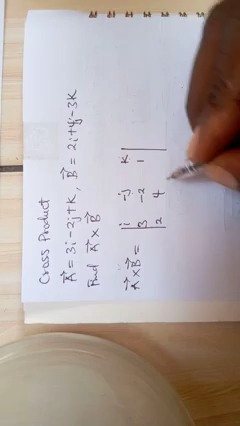 Cross Product
A⃗ = 3i - 2j + K, B⃗ = 2i + 4j - 3K
Find A⃗ × B⃗
A⃗ × B⃗ = | i -j K |
3 -2 1
2 4